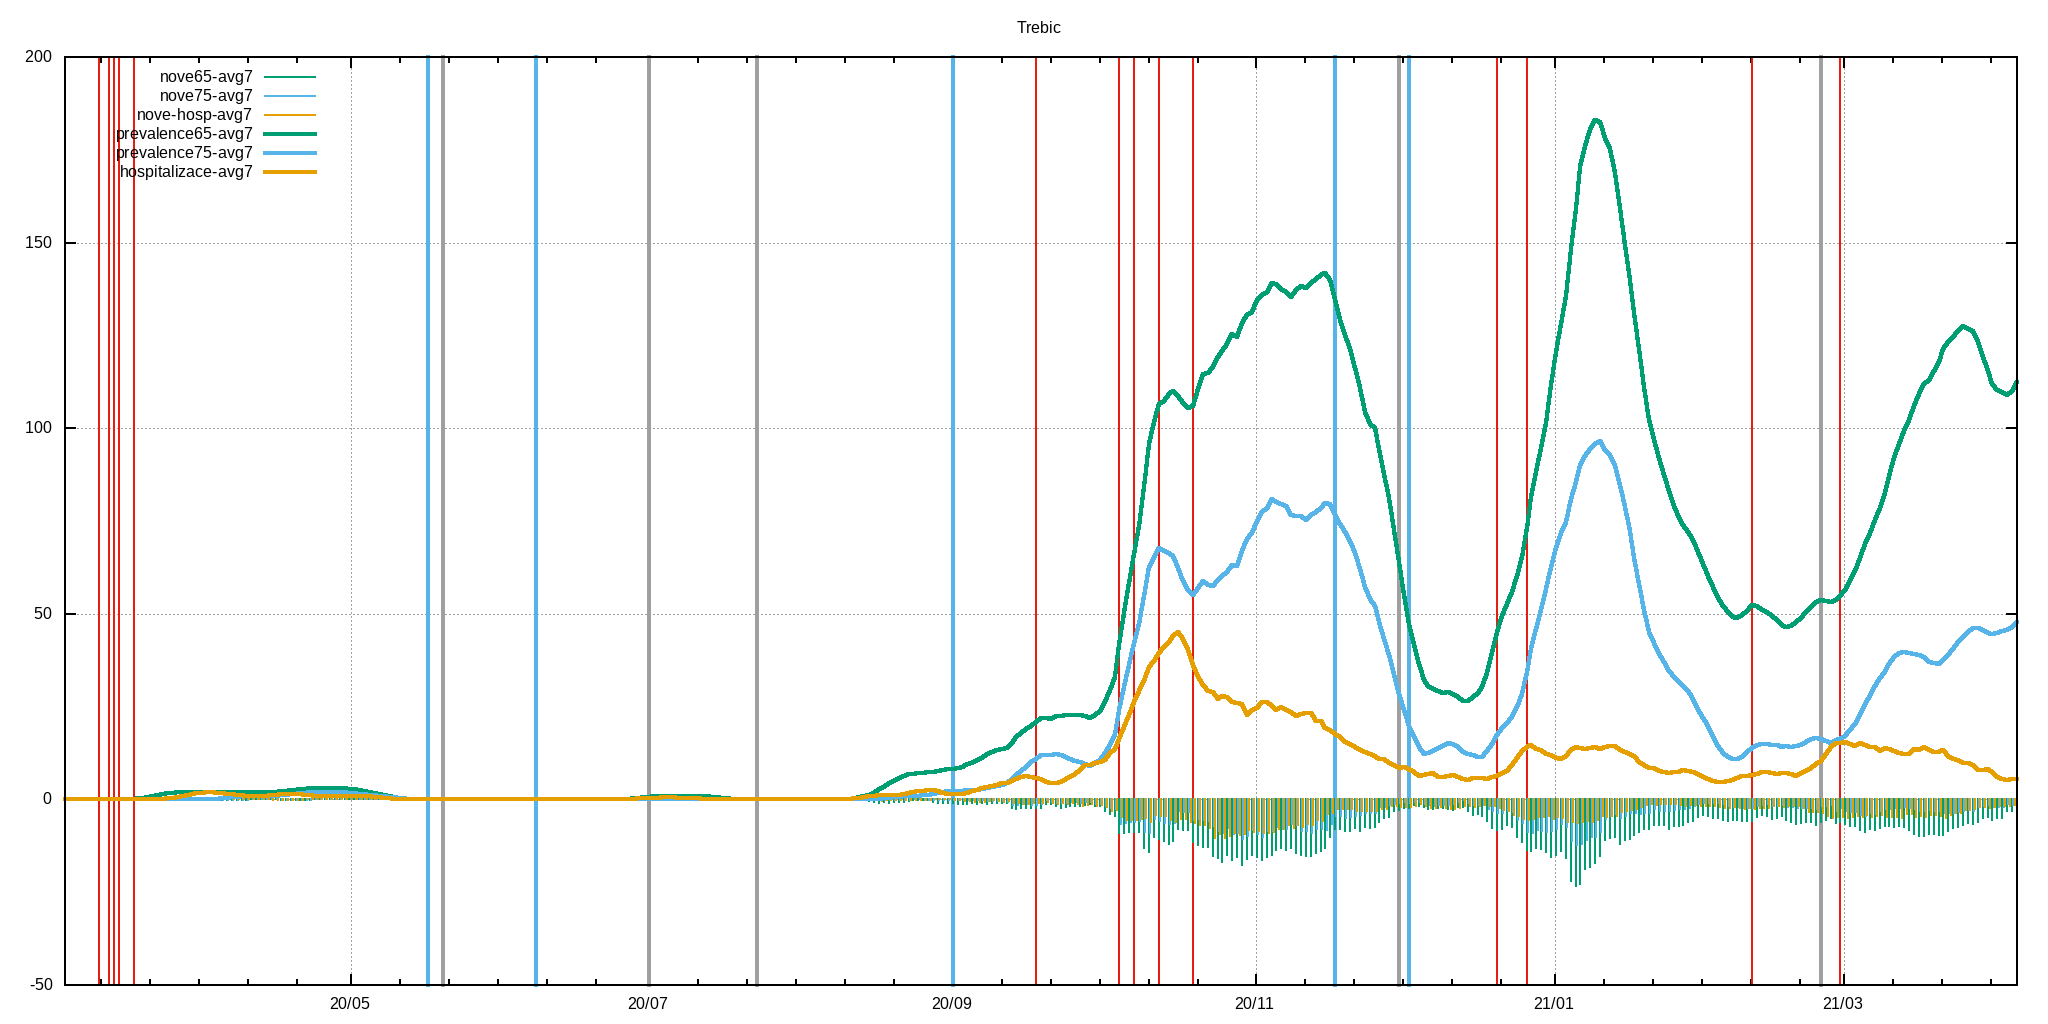 Trebic
200
nove65-avg7
nove75-avg7
nove-hosp-avg7
prevalence65-avg7
prevalence75-avg7
hospitalizace-avg7
150
100
50
0
-50
20/05 20/07 20/09 20/11 21/01 21/03